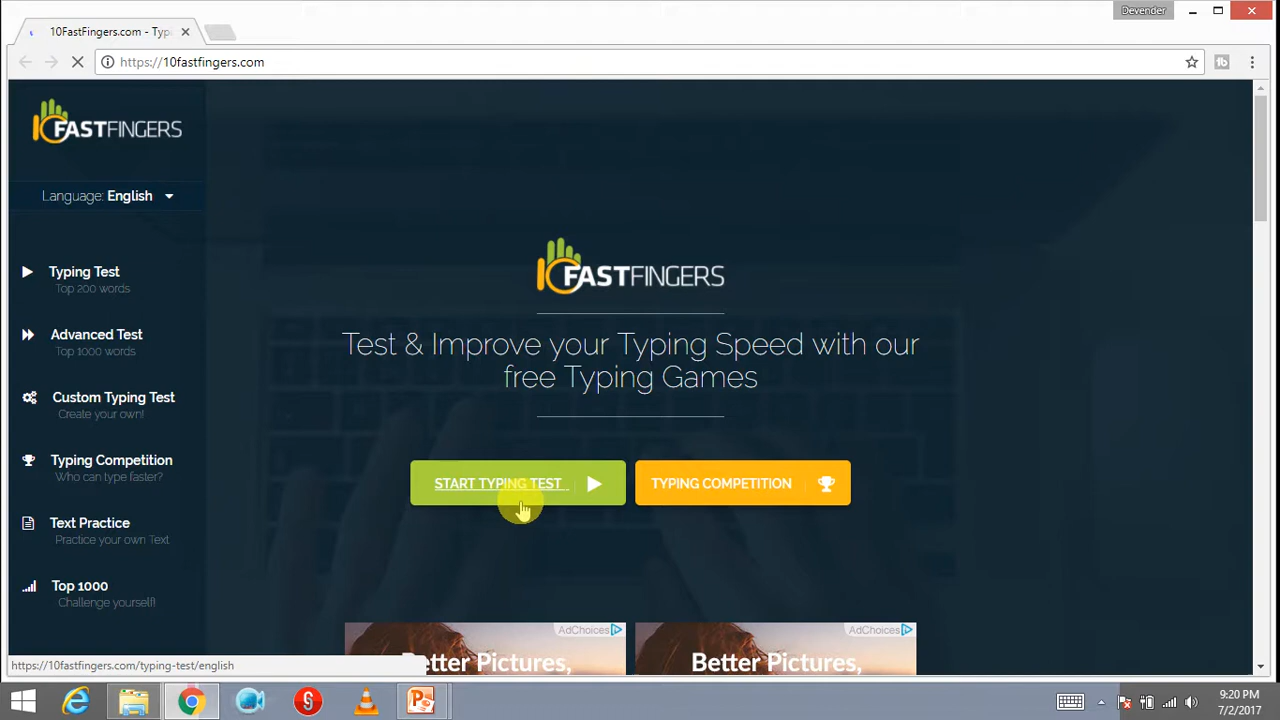 Devender
10FastFingers.com - Typ
https://10fastfingers.com
10FASTFINGERS
Language: English
Typing Test
Top 200 words
Advanced Test
Top 1000 words
Custom Typing Test
Create your own!
Typing Competition
Who can type faster?
Text Practice
Practice your own Text
Top 1000
Challenge yourself!
10FASTFINGERS
Test & Improve your Typing Speed with our
free Typing Games
START TYPING TEST
TYPING COMPETITION
AdChoices
Better Pictures,
AdChoices
Better Pictures,
https://10fastfingers.com/typing-test/english
9:20 PM
7/2/2017